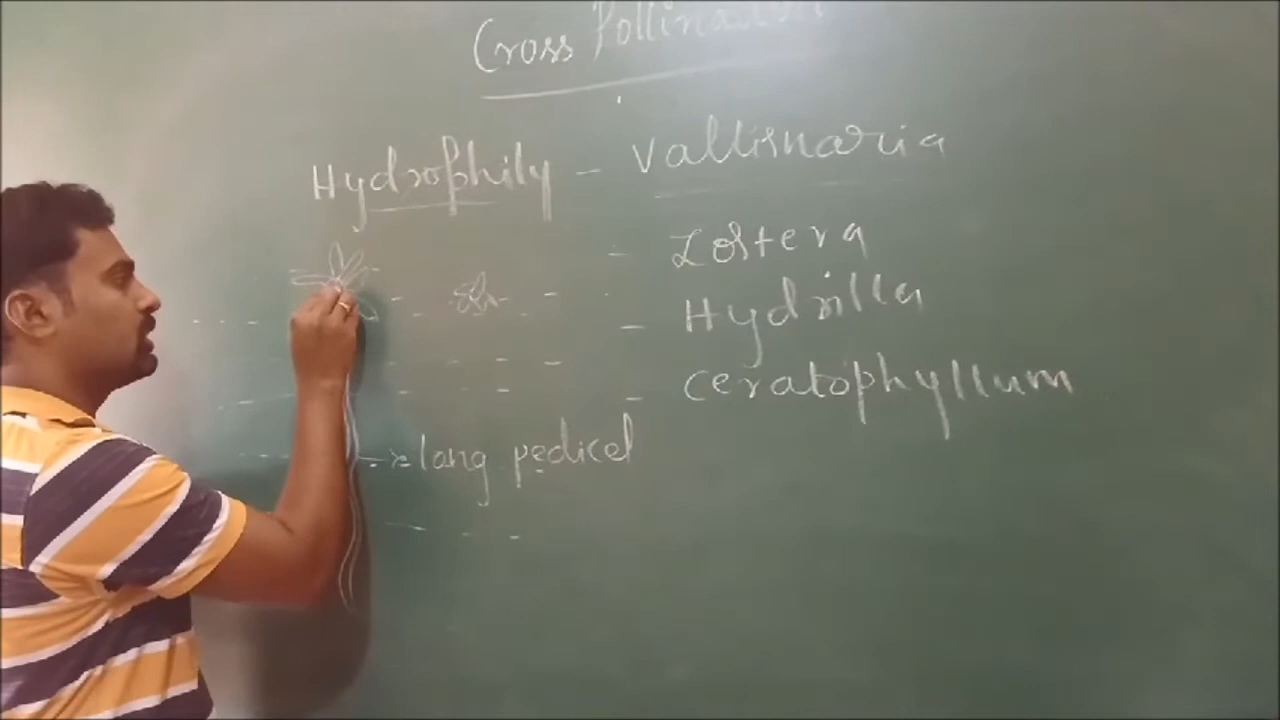 Cross Pollination
Hydrophily - Vallisnaria
- Zostera
- Hydrilla
- ceratophyllum
long pedicel